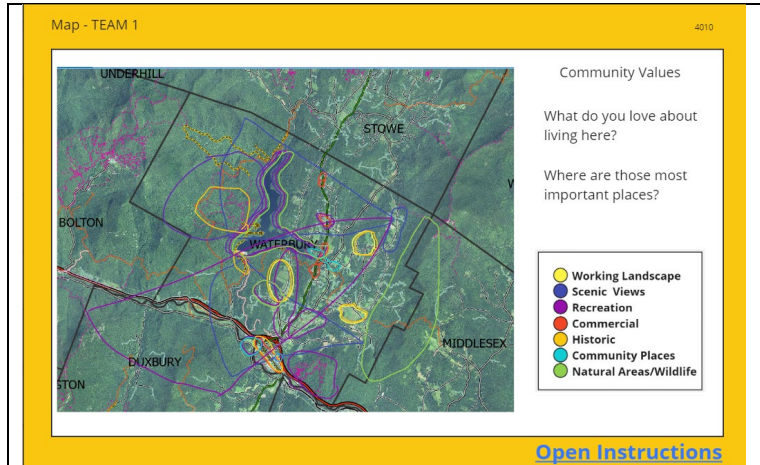 Map - TEAM 1
4010
UNDERHILL
STOWE
BOLTON
WATERBURY
DUXBURY
MIDDLESEX
Community Values
What do you love about
living here?
Where are those most
important places?
Working Landscape
Scenic Views
Recreation
Commercial
Historic
Community Places
Natural Areas/Wildlife
Open Instructions